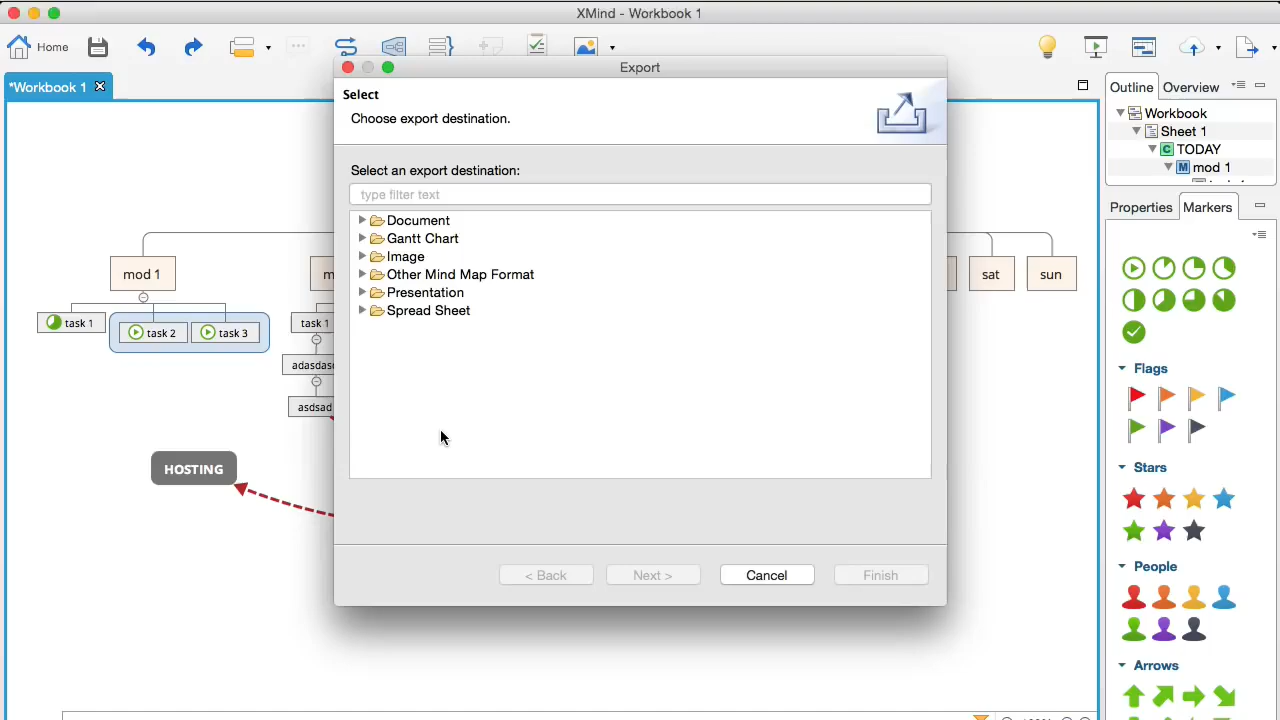 XMind - Workbook 1
Home
*Workbook 1
Export
Select
Choose export destination.
Select an export destination:
type filter text
Document
Gantt Chart
Image
Other Mind Map Format
Presentation
Spread Sheet
< Back
Next >
Cancel
Finish
mod 1
sat
sun
task 1
task 2
task 3
task 1
HOSTING
Outline
Overview
Workbook
Sheet 1
C TODAY
M mod 1
Properties
Markers
Flags
Stars
People
Arrows